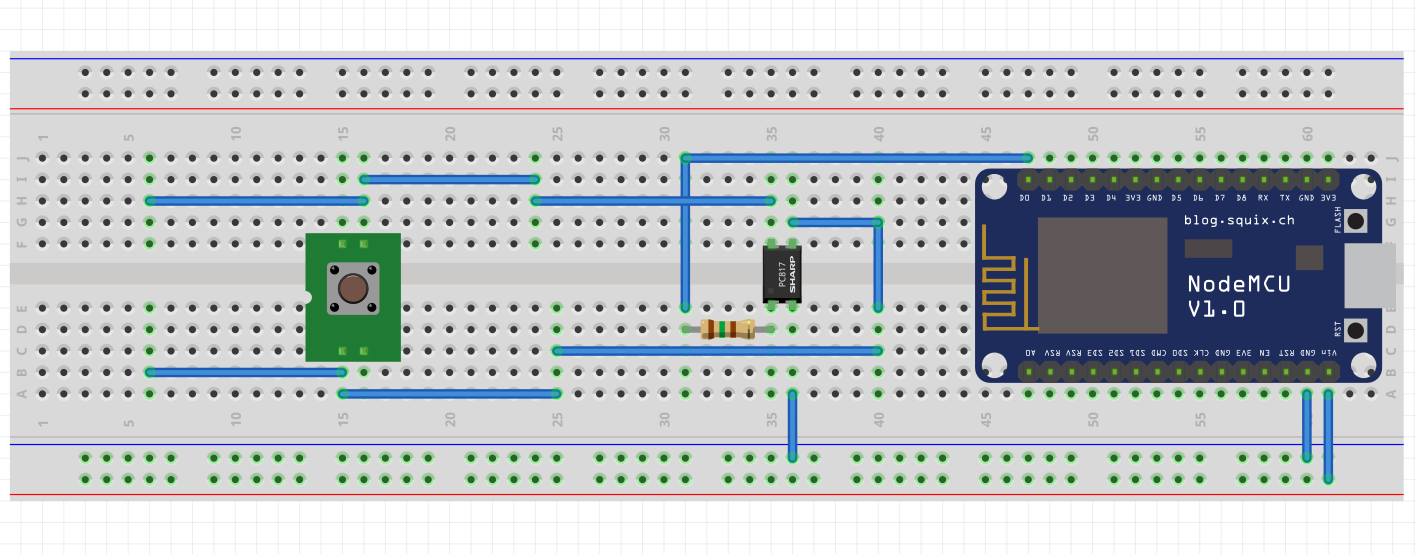 1 5 10 15 20 25 30 35 40 45 50 55 60
J J
I I
H H
G G
F F
D0 D1 D2 D3 D4 3V3 GND D5 D6 D7 D8 RX TX GND 3V3
blog.squix.ch
FLASH
PC817
SHARP
NodeMCU
V1.0
E E
D D
RST
C C
A0 VSR VSR SD3 SD2 SD1 CMD SD0 CLK GND 3V3 EN RST GND Vin
B B
A A
1 5 10 15 20 25 30 35 40 45 50 55